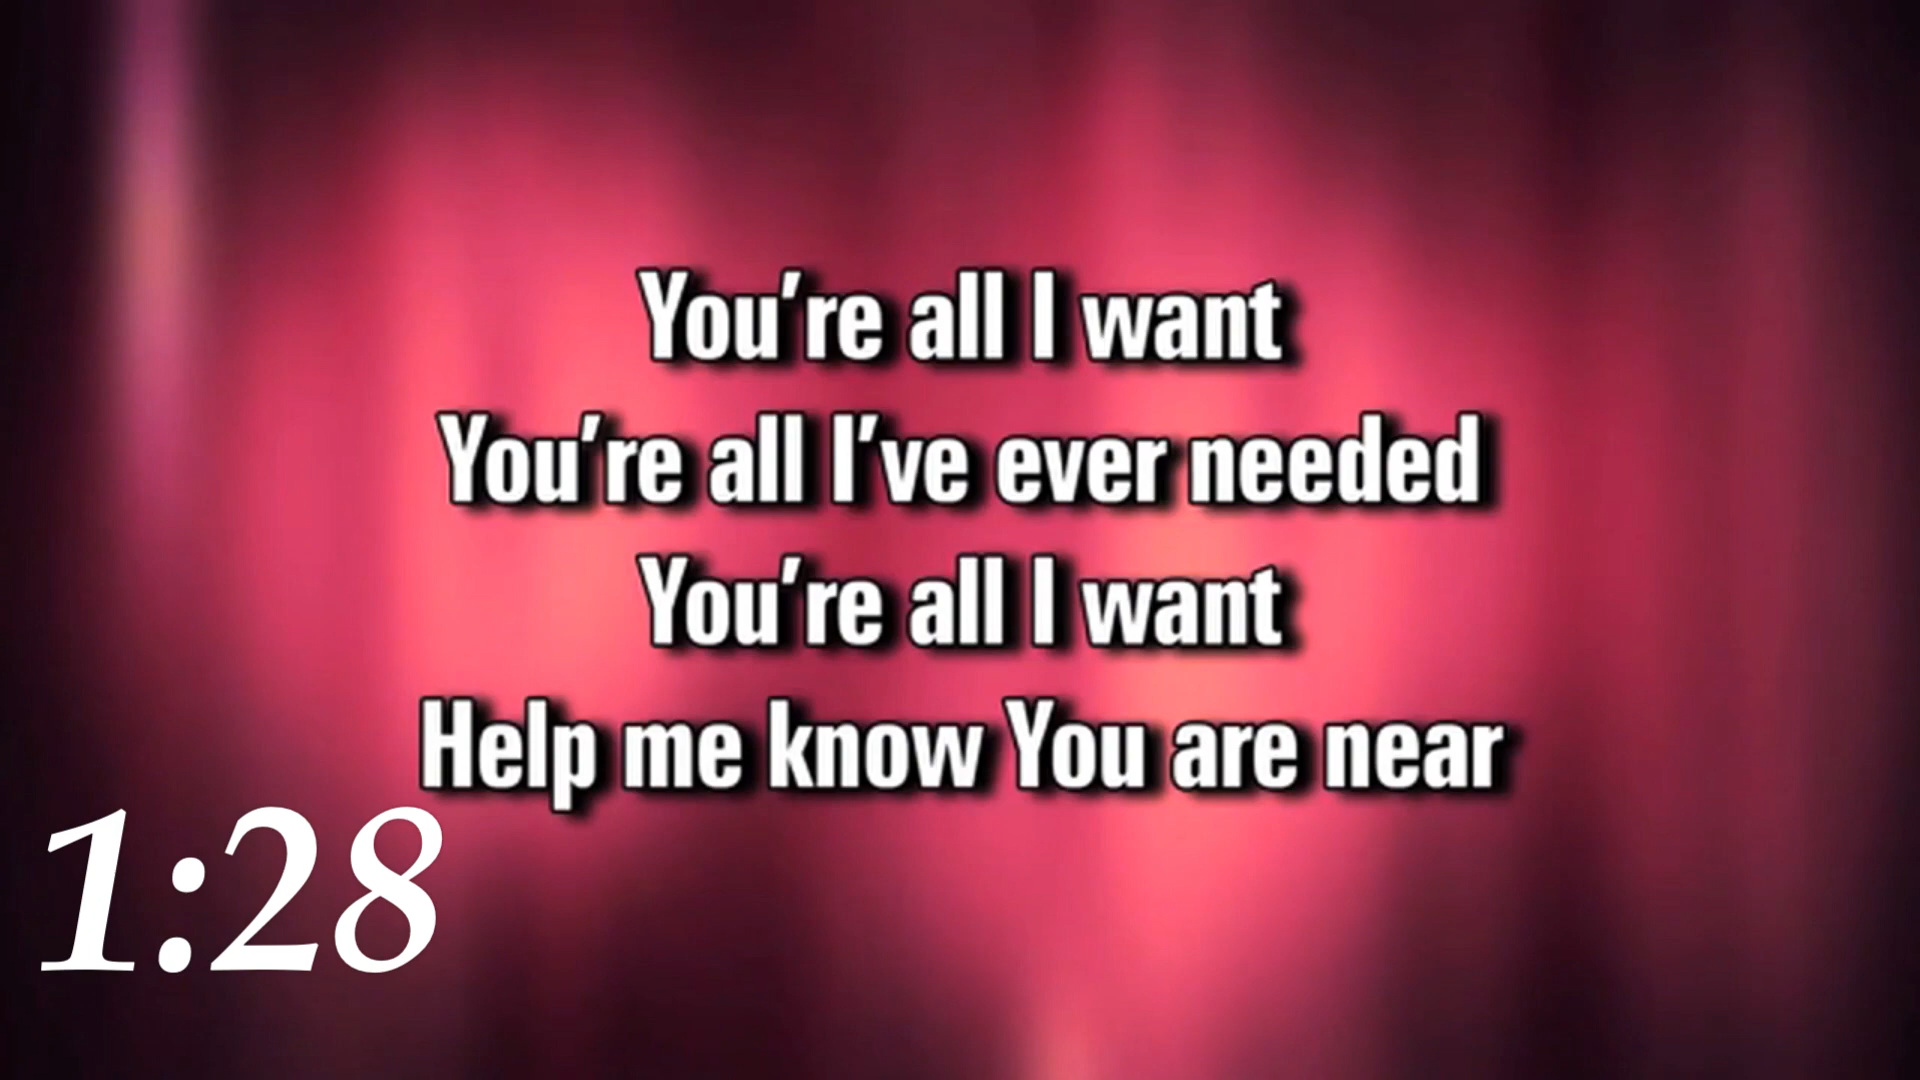 You're all I want
You're all I've ever needed
You're all I want
Help me know You are near
1:28